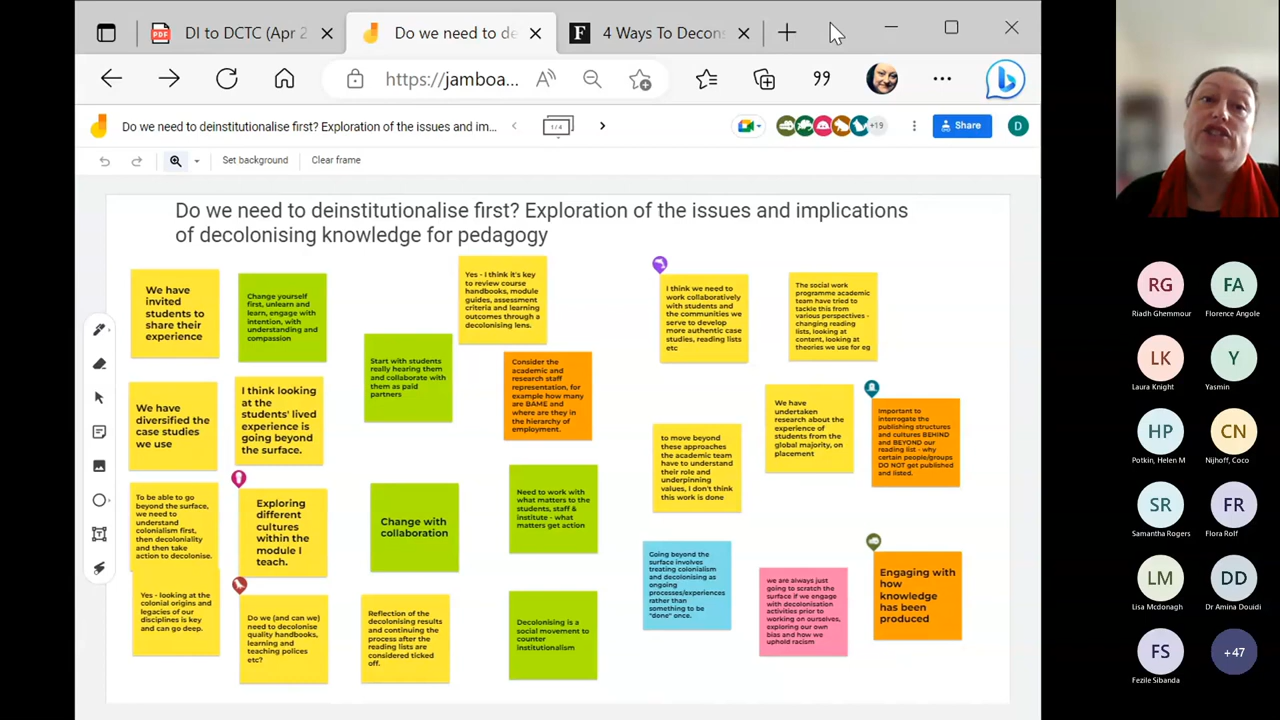 DI to DCTC (Apr 2
Do we need to de
4 Ways To Decons
https://jamboa...
Do we need to deinstitutionalise first? Exploration of the issues and im...
1/4
+19
Share
D
Set background
Clear frame
Do we need to deinstitutionalise first? Exploration of the issues and implications
of decolonising knowledge for pedagogy
We have
invited
students to
share their
experience
Change yourself
first, unlearn and
learn, engage with
intention, with
understanding and
compassion
Start with students
really hearing them
and collaborate with
them as paid
partners
Yes - I think it's key
to review course
handbooks, module
guides, assessment
criteria and learning
outcomes through a
decolonising lens.
Consider the
academic and
research staff
representation, for
example how many
are BAME and
where are they in
the hierarchy of
employment.
I think we need to
work collaboratively
with students and
the communities we
serve to develop
more authentic case
studies, reading lists
etc
The social work
programme academic
team have tried to
tackle this from
various perspectives -
changing reading
lists, looking at
content, looking at
theories we use for eg
We have
diversified the
case studies
we use
I think looking
at the
students' lived
experience is
going beyond
the surface.
to move beyond
these approaches
the academic team
have to understand
their role and
underpinning
values, I don't think
this work is done
We have
undertaken
research about the
experience of
students from the
global majority, on
placement
Important to
interrogate the
publishing structures
and cultures BEHIND
and BEYOND our
reading list - why
certain people/groups
DO NOT get published
and listed.
To be able to go
beyond the surface,
we need to
understand
colonialism first,
then decoloniality
and then take
action to decolonise.
Exploring
different
cultures
within the
module I
teach.
Change with
collaboration
Need to work with
what matters to the
students, staff &
institute - what
matters get action
Going beyond the
surface involves
treating colonialism
and decolonising as
ongoing
processes/experiences
rather than
something to be
"done" once.
we are always just
going to scratch the
surface if we engage
with decolonisation
activities prior to
working on ourselves,
exploring our own
bias and how we
uphold racism
Engaging with
how
knowledge
has been
produced
Yes - looking at the
colonial origins and
legacies of our
disciplines is key
and can go deep.
Do we (and can we)
need to decolonise
quality handbooks,
learning and
teaching polices
etc?
Reflection of the
decolonising results
and continuing the
process after the
reading lists are
considered ticked
off.
Decolonising is a
social movement to
counter
institutionalism
RG
Riadh Ghemmour
FA
Florence Angole
LK
Laura Knight
Y
Yasmin
HP
Potkin, Helen M
CN
Nijhoff, Coco
SR
Samantha Rogers
FR
Flora Rolf
LM
Lisa Mcdonagh
DD
Dr Amina Douidi
FS
Fezile Sibanda
+47